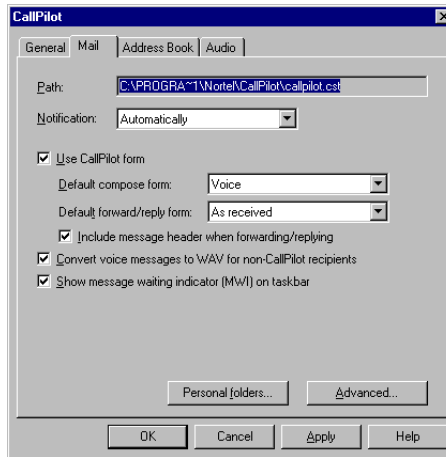 CallPilot
General Mail Address Book Audio
Path: C:\PROGRA~1\Nortel\CallPilot\callpilot.cst
Notification: Automatically
Use CallPilot form
Default compose form: Voice
Default forward/reply form: As received
Include message header when forwarding/replying
Convert voice messages to WAV for non-CallPilot recipients
Show message waiting indicator (MWI) on taskbar
Personal folders... Advanced...
OK Cancel Apply Help